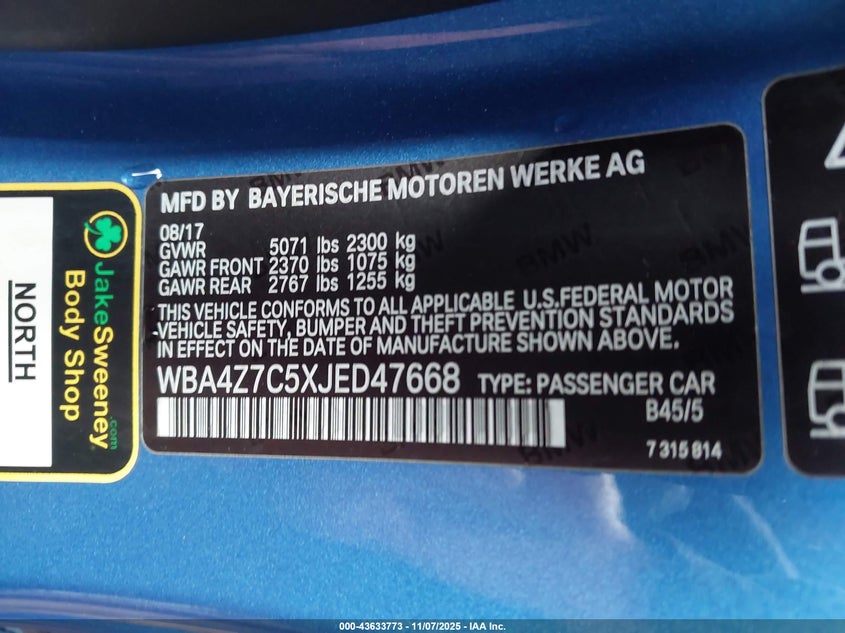 MFD BY BAYERISCHE MOTOREN WERKE AG
08/17
GVWR 5071 lbs 2300 kg
GAWR FRONT 2370 lbs 1075 kg
GAWR REAR 2767 lbs 1255 kg
THIS VEHICLE CONFORMS TO ALL APPLICABLE U.S.FEDERAL MOTOR
-VEHICLE SAFETY, BUMPER AND THEFT PREVENTION STANDARDS
IN EFFECT ON THE DATE OF MANUFACTURE SHOWN ABOVE.
WBA4Z7C5XJED47668 TYPE: PASSENGER CAR
B45/5
7 315 814
JakeSweeney.com
Body Shop
NORTH
000-43633773 - 11/07/2025 - IAA Inc.